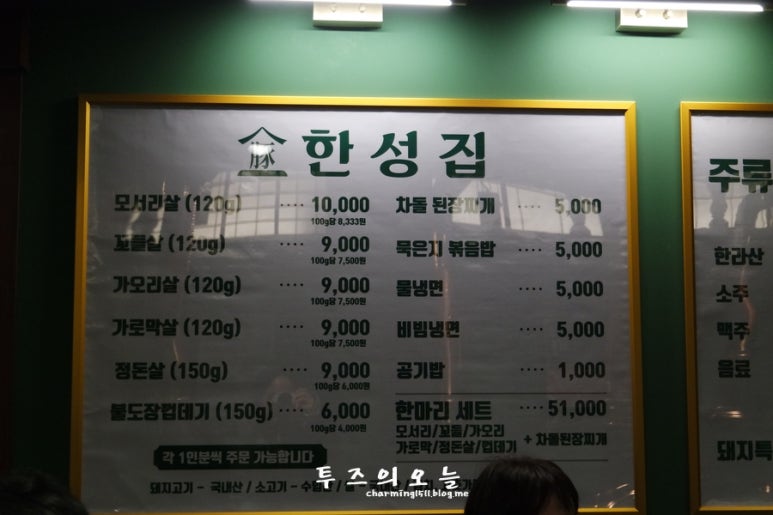 豚 한성집
모서리살 (120g) ···· 10,000
100g당 8,333원
꼬들살 (120g) ···· 9,000
100g당 7,500원
가오리살 (120g) ···· 9,000
100g당 7,500원
가로막살 (120g) ···· 9,000
100g당 7,500원
정돈살 (150g) ···· 9,000
100g당 6,000원
불도장껍데기 (150g) ···· 6,000
100g당 4,000원
각 1인분씩 주문 가능합니다
차돌 된장찌개 ···· 5,000
묵은지 볶음밥 ···· 5,000
물냉면 ···· 5,000
비빔냉면 ···· 5,000
공기밥 ···· 1,000
한마리 세트 ···· 51,000
모서리/꼬들/가오리
가로막/정돈살/껍데기 + 차돌된장찌개
돼지고기 - 국내산 / 소고기 -
주류
한라산
소주
맥주
음료
돼지특
투즈의오늘
charming1511.blog.me